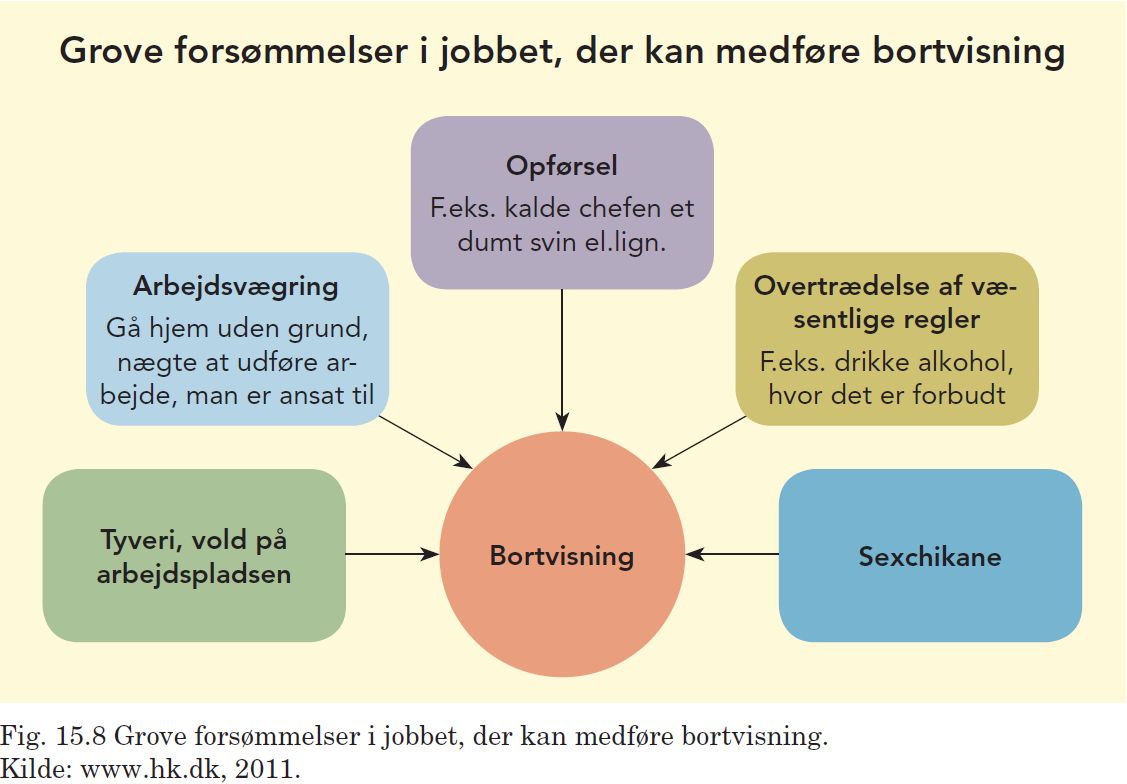 Grove forsømmelser i jobbet, der kan medføre bortvisning
Opførsel
F.eks. kalde chefen et
dumt svin el.lign.
Arbejdsvægring
Gå hjem uden grund,
nægte at udføre ar-
bejde, man er ansat til
Overtrædelse af væ-
sentlige regler
F.eks. drikke alkohol,
hvor det er forbudt
Tyveri, vold på
arbejdspladsen
Bortvisning
Sexchikane
Fig. 15.8 Grove forsømmelser i jobbet, der kan medføre bortvisning.
Kilde: www.hk.dk, 2011.